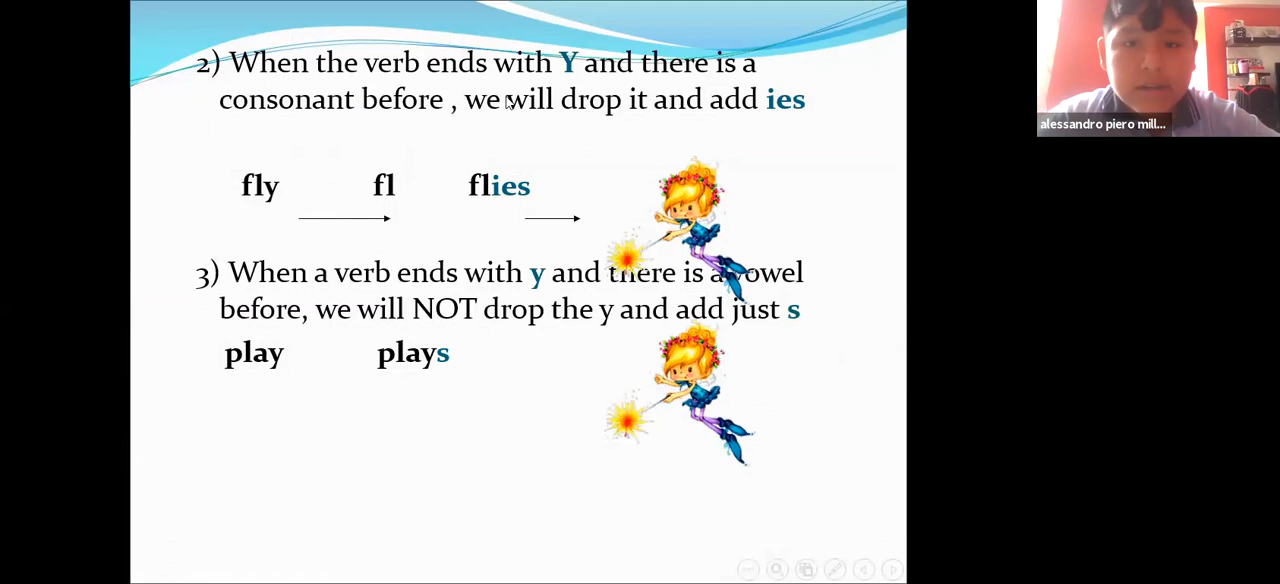 2) When the verb ends with Y and there is a
consonant before , we will drop it and add ies
fly fl flies
3) When a verb ends with y and there is a vowel
before, we will NOT drop the y and add just s
play plays
alessandro piero mill...